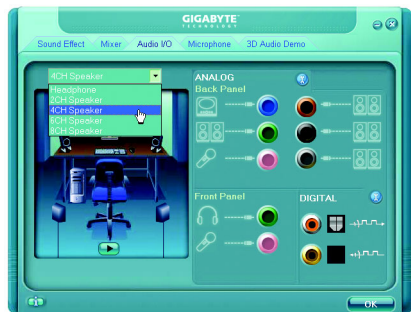 GIGABYTE
TECHNOLOGY
Sound Effect
Mixer
Audio I/O
Microphone
3D Audio Demo
4CH Speaker
Headphone
2CH Speaker
4CH Speaker
6CH Speaker
8CH Speaker
ANALOG
Back Panel
Front Panel
DIGITAL
OK